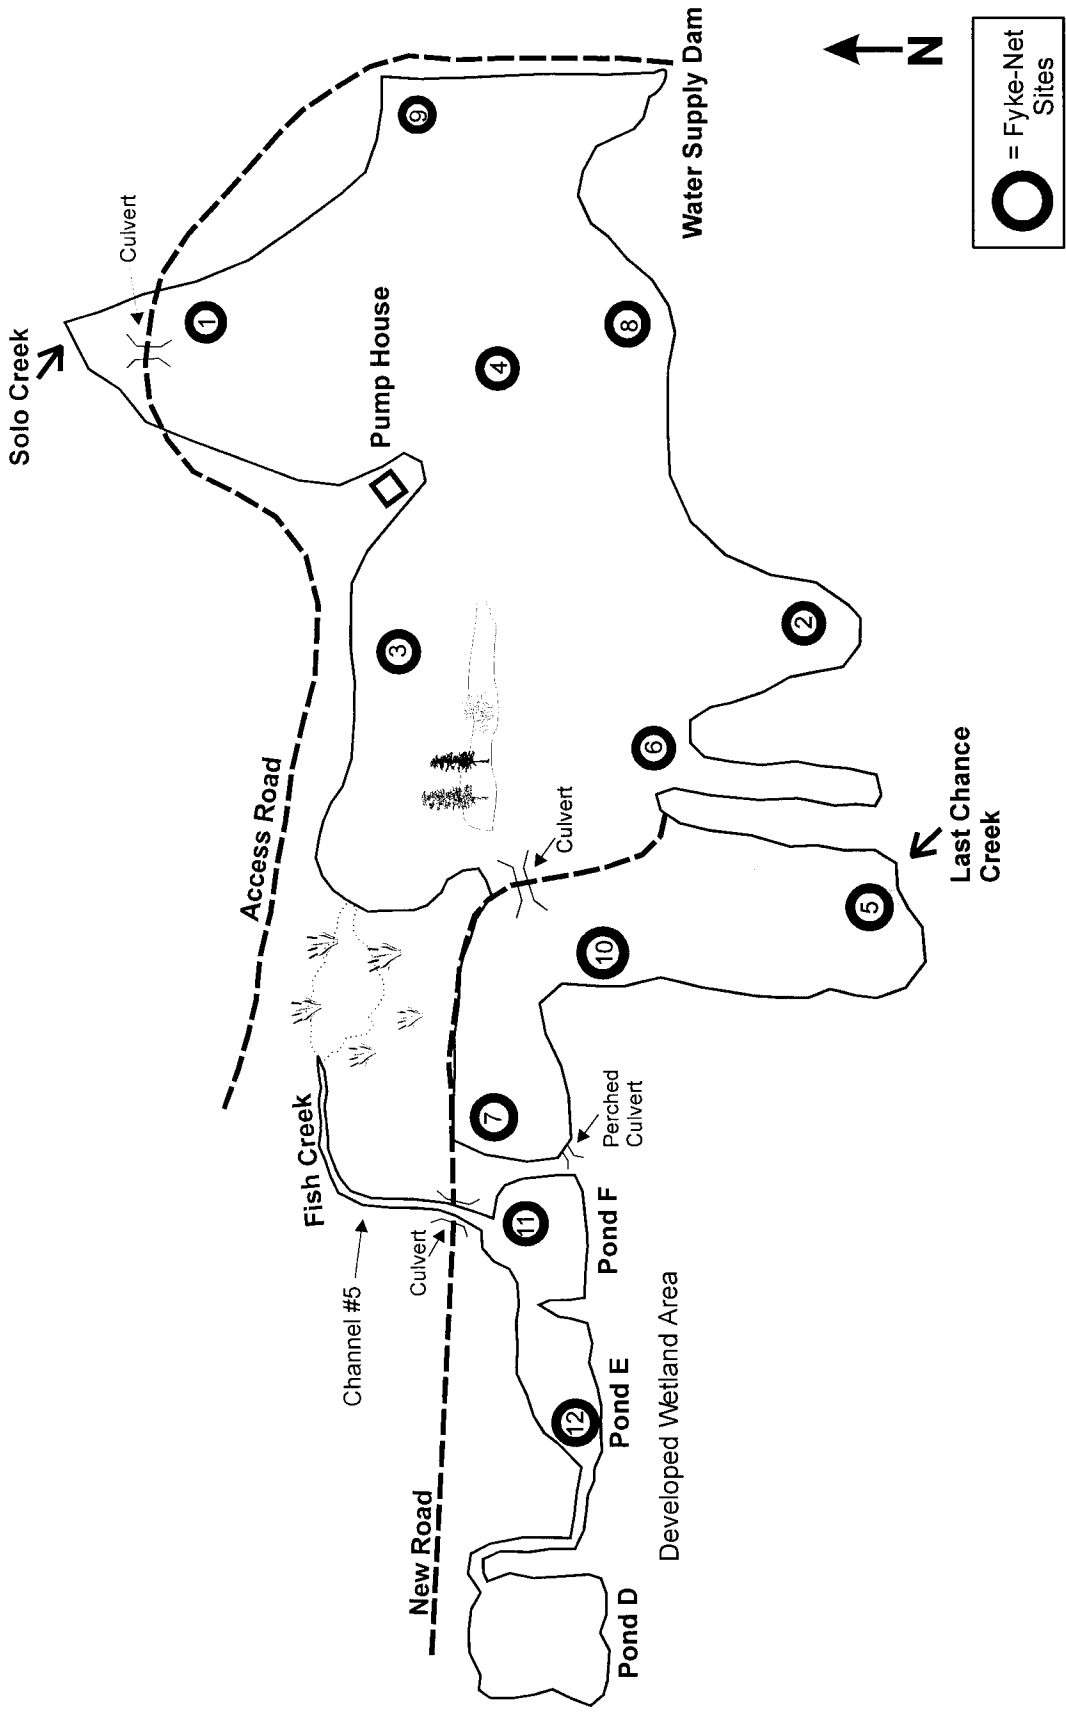 Solo Creek
Culvert
1
Access Road
Fish Creek
Channel #5
Pump House
3
9
New Road
Culvert
4
7
11
Culvert
12
10
Perched
Culvert
Pond F
Pond E
Pond D
8
6
Developed Wetland Area
Water Supply Dam
2
5
Last Chance
Creek
N
= Fyke-Net
Sites